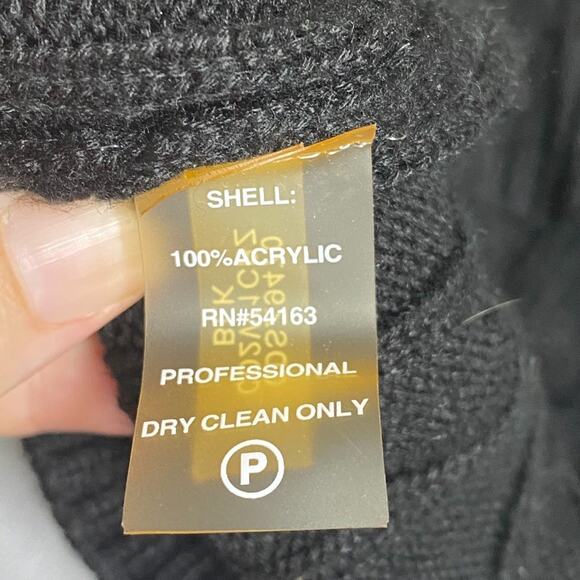 SHELL:
100%ACRYLIC
RN#54163
PROFESSIONAL
DRY CLEAN ONLY
P